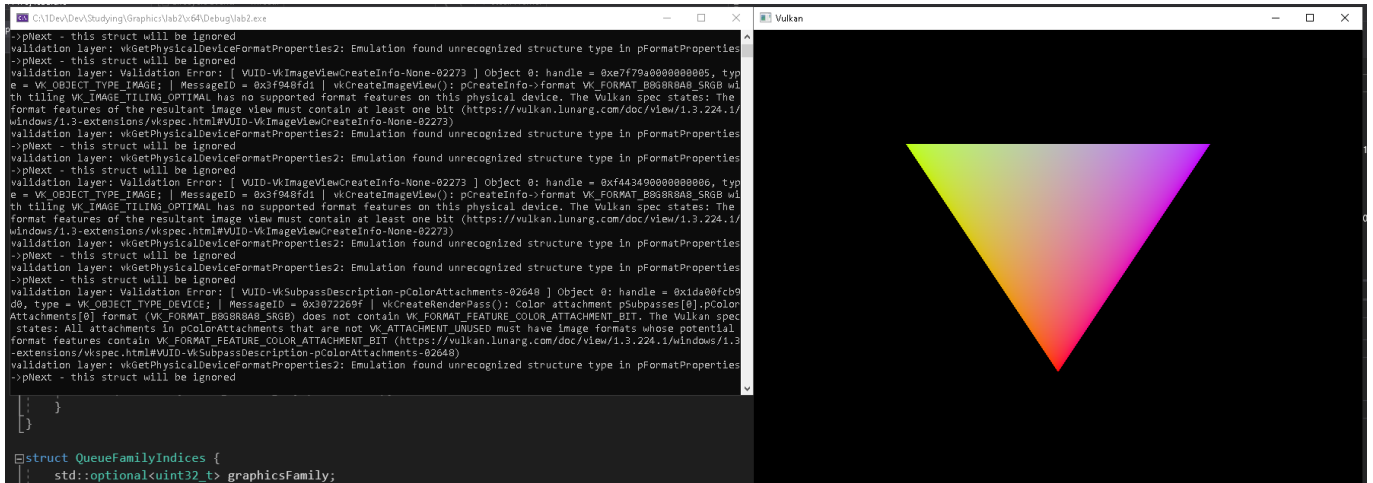 C:\1Dev\Dev\Studying\Graphics\lab2\x64\Debug\lab2.exe
->pNext - this struct will be ignored
validation layer: vkGetPhysicalDeviceFormatProperties2: Emulation found unrecognized structure type in pFormatProperties
->pNext - this struct will be ignored
validation layer: Validation Error: [ VUID-VkImageViewCreateInfo-None-02273 ] Object 0: handle = 0xe7f79a0000000005, typ
e = VK_OBJECT_TYPE_IMAGE; | MessageID = 0x3f948fd1 | vkCreateImageView(): pCreateInfo->format VK_FORMAT_B8G8R8A8_SRGB wi
th tiling VK_IMAGE_TILING_OPTIMAL has no supported format features on this physical device. The Vulkan spec states: The
format features of the resultant image view must contain at least one bit (https://vulkan.lunarg.com/doc/view/1.3.224.1/
windows/1.3-extensions/vkspec.html#VUID-VkImageViewCreateInfo-None-02273)
validation layer: vkGetPhysicalDeviceFormatProperties2: Emulation found unrecognized structure type in pFormatProperties
->pNext - this struct will be ignored
validation layer: vkGetPhysicalDeviceFormatProperties2: Emulation found unrecognized structure type in pFormatProperties
->pNext - this struct will be ignored
validation layer: Validation Error: [ VUID-VkImageViewCreateInfo-None-02273 ] Object 0: handle = 0xf443490000000006, typ
e = VK_OBJECT_TYPE_IMAGE; | MessageID = 0x3f948fd1 | vkCreateImageView(): pCreateInfo->format VK_FORMAT_B8G8R8A8_SRGB wi
th tiling VK_IMAGE_TILING_OPTIMAL has no supported format features on this physical device. The Vulkan spec states: The
format features of the resultant image view must contain at least one bit (https://vulkan.lunarg.com/doc/view/1.3.224.1/
windows/1.3-extensions/vkspec.html#VUID-VkImageViewCreateInfo-None-02273)
validation layer: vkGetPhysicalDeviceFormatProperties2: Emulation found unrecognized structure type in pFormatProperties
->pNext - this struct will be ignored
validation layer: vkGetPhysicalDeviceFormatProperties2: Emulation found unrecognized structure type in pFormatProperties
->pNext - this struct will be ignored
validation layer: Validation Error: [ VUID-VkSubpassDescription-pColorAttachments-02648 ] Object 0: handle = 0x1da00fcb9
d0, type = VK_OBJECT_TYPE_DEVICE; | MessageID = 0x3072269f | vkCreateRenderPass(): Color attachment pSubpasses[0].pColor
Attachments[0] format (VK_FORMAT_B8G8R8A8_SRGB) does not contain VK_FORMAT_FEATURE_COLOR_ATTACHMENT_BIT. The Vulkan spec
 states: All attachments in pColorAttachments that are not VK_ATTACHMENT_UNUSED must have image formats whose potential
format features contain VK_FORMAT_FEATURE_COLOR_ATTACHMENT_BIT (https://vulkan.lunarg.com/doc/view/1.3.224.1/windows/1.3
-extensions/vkspec.html#VUID-VkSubpassDescription-pColorAttachments-02648)
validation layer: vkGetPhysicalDeviceFormatProperties2: Emulation found unrecognized structure type in pFormatProperties
->pNext - this struct will be ignored
}
}
struct QueueFamilyIndices {
std::optional<uint32_t> graphicsFamily;
Vulkan